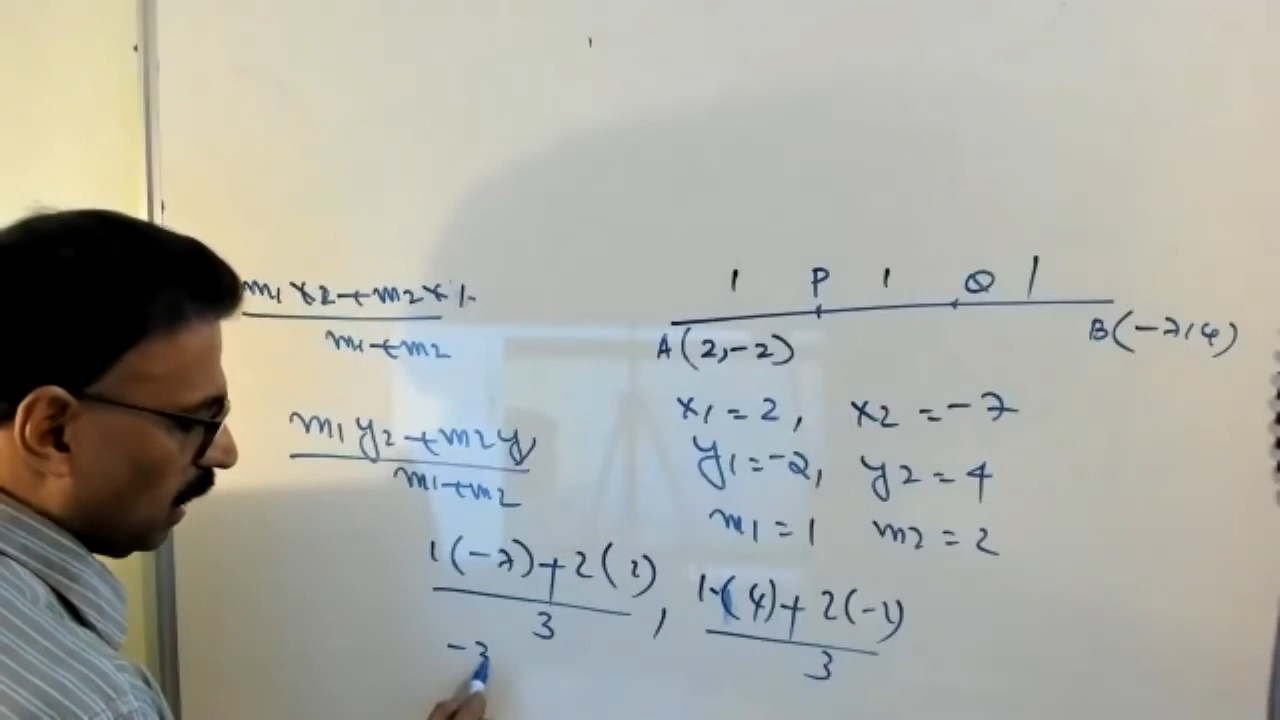 1 P 1 Q 1
m1x2+m2x1
m1+m2
A(2,-2) B(-7,4)
x1=2, x2=-7
m1y2+m2y1
m1+m2
y1=-2, y2=4
m1=1 m2=2
1(-7)+2(2)
3
,
1(4)+2(-2)
3
-3